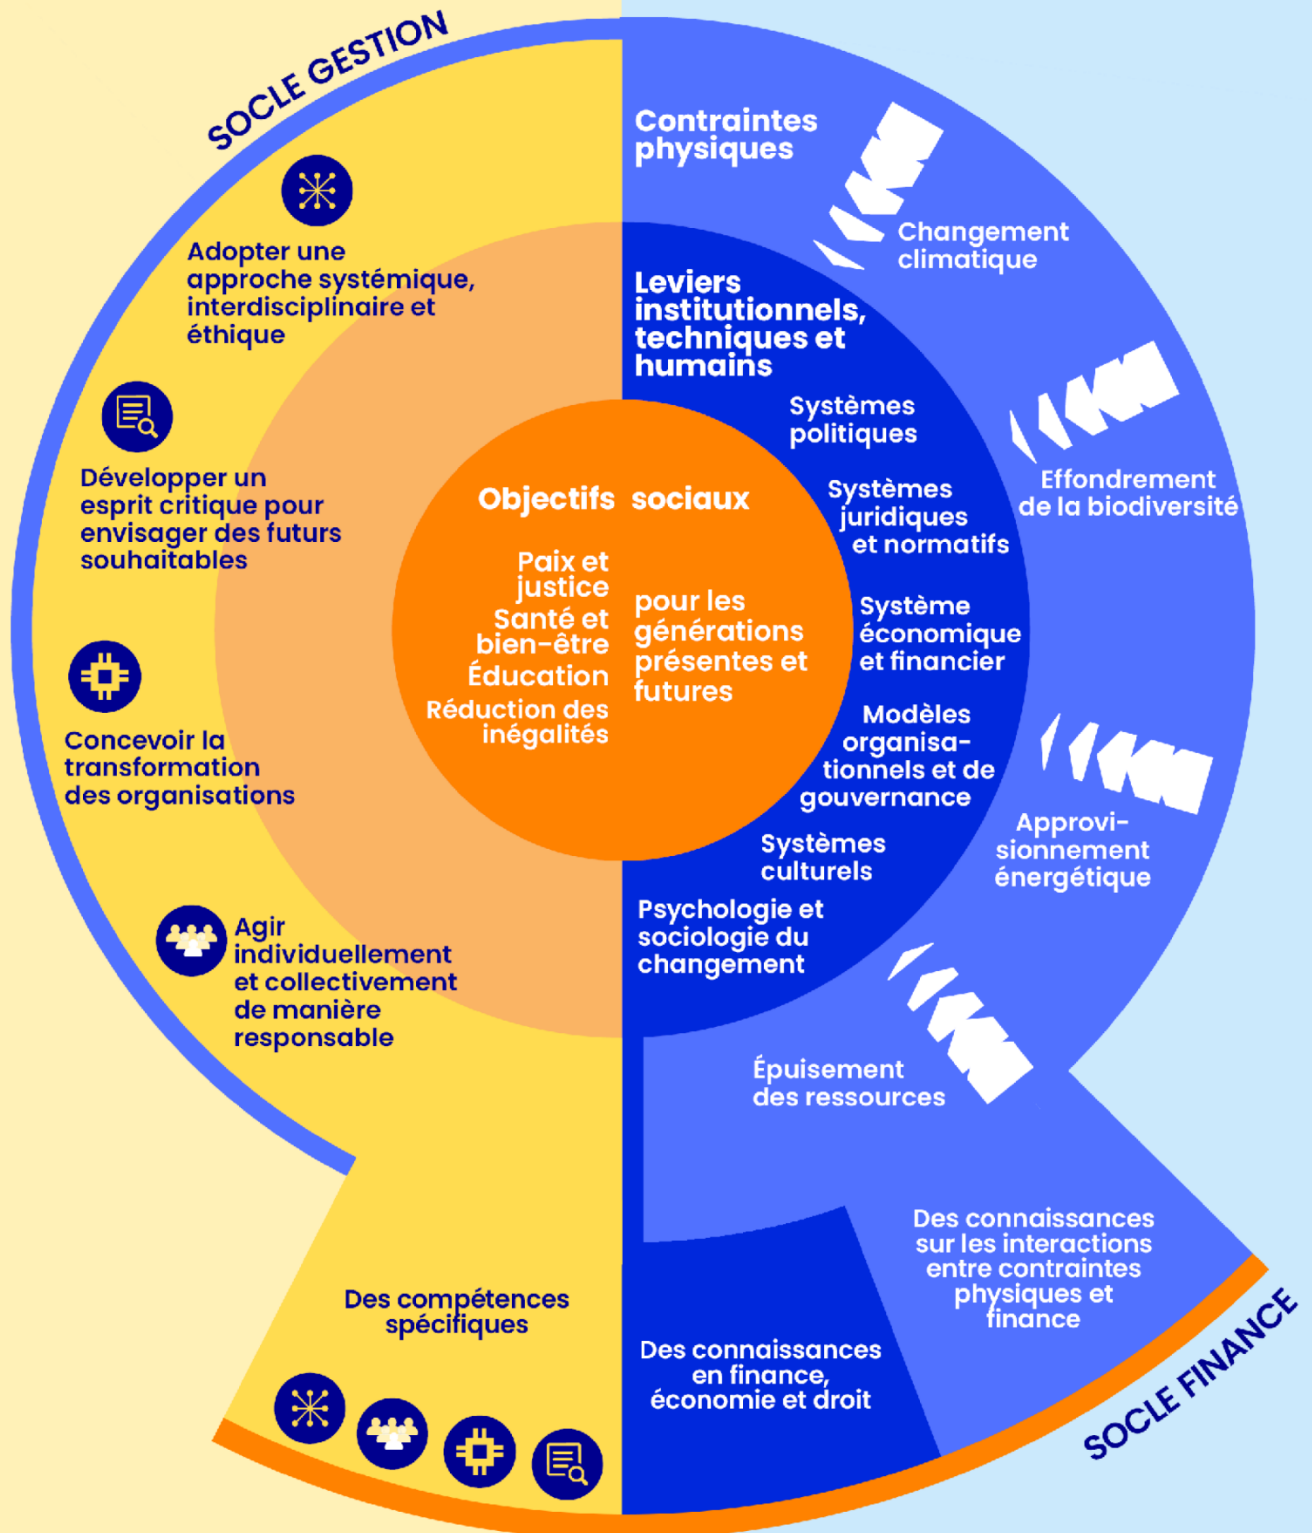 SOCLE GESTION
Adopter une
approche systémique,
interdisciplinaire et
éthique
Développer un
esprit critique pour
envisager des futurs
souhaitables
Concevoir la
transformation
des organisations
Agir
individuellement
et collectivement
de manière
responsable
Des compétences
spécifiques
Objectifs sociaux
Paix et
justice
Santé et
bien-être
Éducation
Réduction des
inégalités
pour les
générations
présentes et
futures
Contraintes
physiques
Changement
climatique
Effondrement
de la biodiversité
Approvi-
sionnement
énergétique
Épuisement
des ressources
Leviers
institutionnels,
techniques et
humains
Systèmes
politiques
Systèmes
juridiques
et normatifs
Système
économique
et financier
Modèles
organisa-
tionnels et de
gouvernance
Systèmes
culturels
Psychologie et
sociologie du
changement
Des connaissances
sur les interactions
entre contraintes
physiques et
finance
Des connaissances
en finance,
économie et droit
SOCLE FINANCE